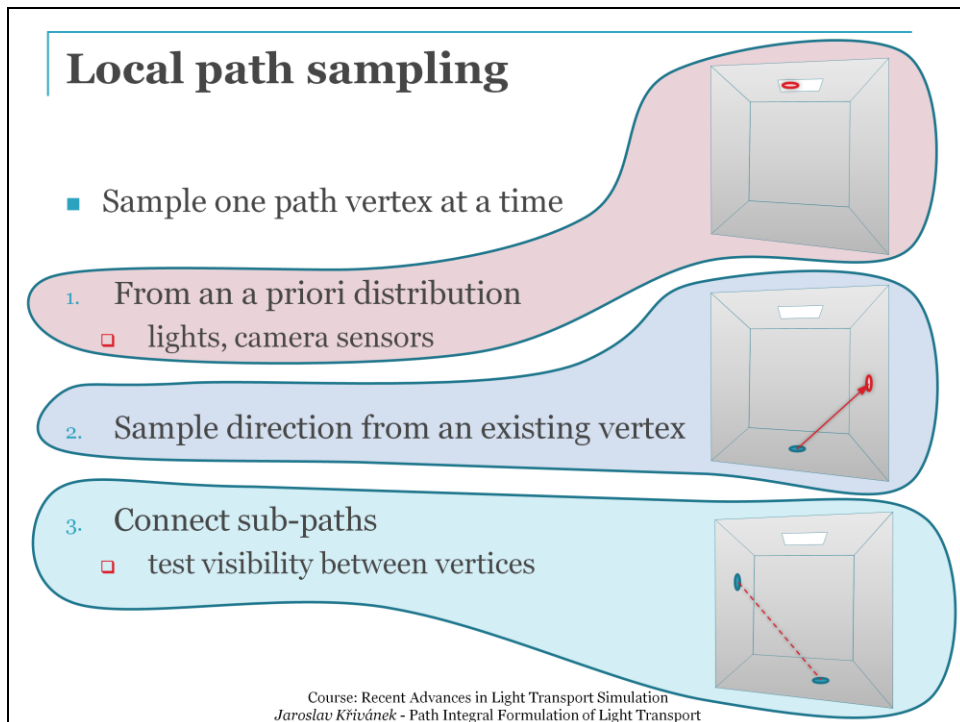 Local path sampling
■ Sample one path vertex at a time
1. From an a priori distribution
❑ lights, camera sensors
2. Sample direction from an existing vertex
3. Connect sub-paths
❑ test visibility between vertices
Course: Recent Advances in Light Transport Simulation
Jaroslav Křivánek - Path Integral Formulation of Light Transport